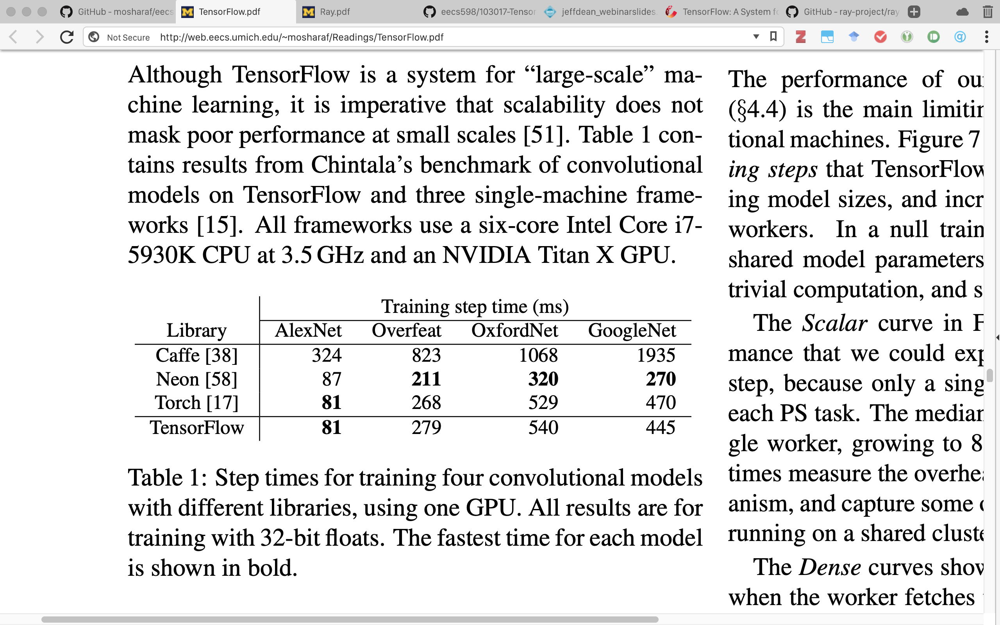 GitHub - mosharaf/eecs
TensorFlow.pdf
Ray.pdf
eecs598/103017-Tensor
jeffdean_webinarslides.
TensorFlow: A System fo
GitHub - ray-project/ray
Not Secure http://web.eecs.umich.edu/~mosharaf/Readings/TensorFlow.pdf
Although TensorFlow is a system for “large-scale” ma-
chine learning, it is imperative that scalability does not
mask poor performance at small scales [51]. Table 1 con-
tains results from Chintala’s benchmark of convolutional
models on TensorFlow and three single-machine frame-
works [15]. All frameworks use a six-core Intel Core i7-
5930K CPU at 3.5 GHz and an NVIDIA Titan X GPU.
Training step time (ms)
Library AlexNet Overfeat OxfordNet GoogleNet
Caffe [38] 324 823 1068 1935
Neon [58] 87 211 320 270
Torch [17] 81 268 529 470
TensorFlow 81 279 540 445
Table 1: Step times for training four convolutional models
with different libraries, using one GPU. All results are for
training with 32-bit floats. The fastest time for each model
is shown in bold.
The performance of ou
(§4.4) is the main limitin
tional machines. Figure 7
ing steps that TensorFlow
ing model sizes, and incr
workers. In a null train
shared model parameters
trivial computation, and s
The Scalar curve in F
mance that we could exp
step, because only a sing
each PS task. The median
gle worker, growing to 8
times measure the overhea
anism, and capture some
running on a shared cluste
The Dense curves show
when the worker fetches